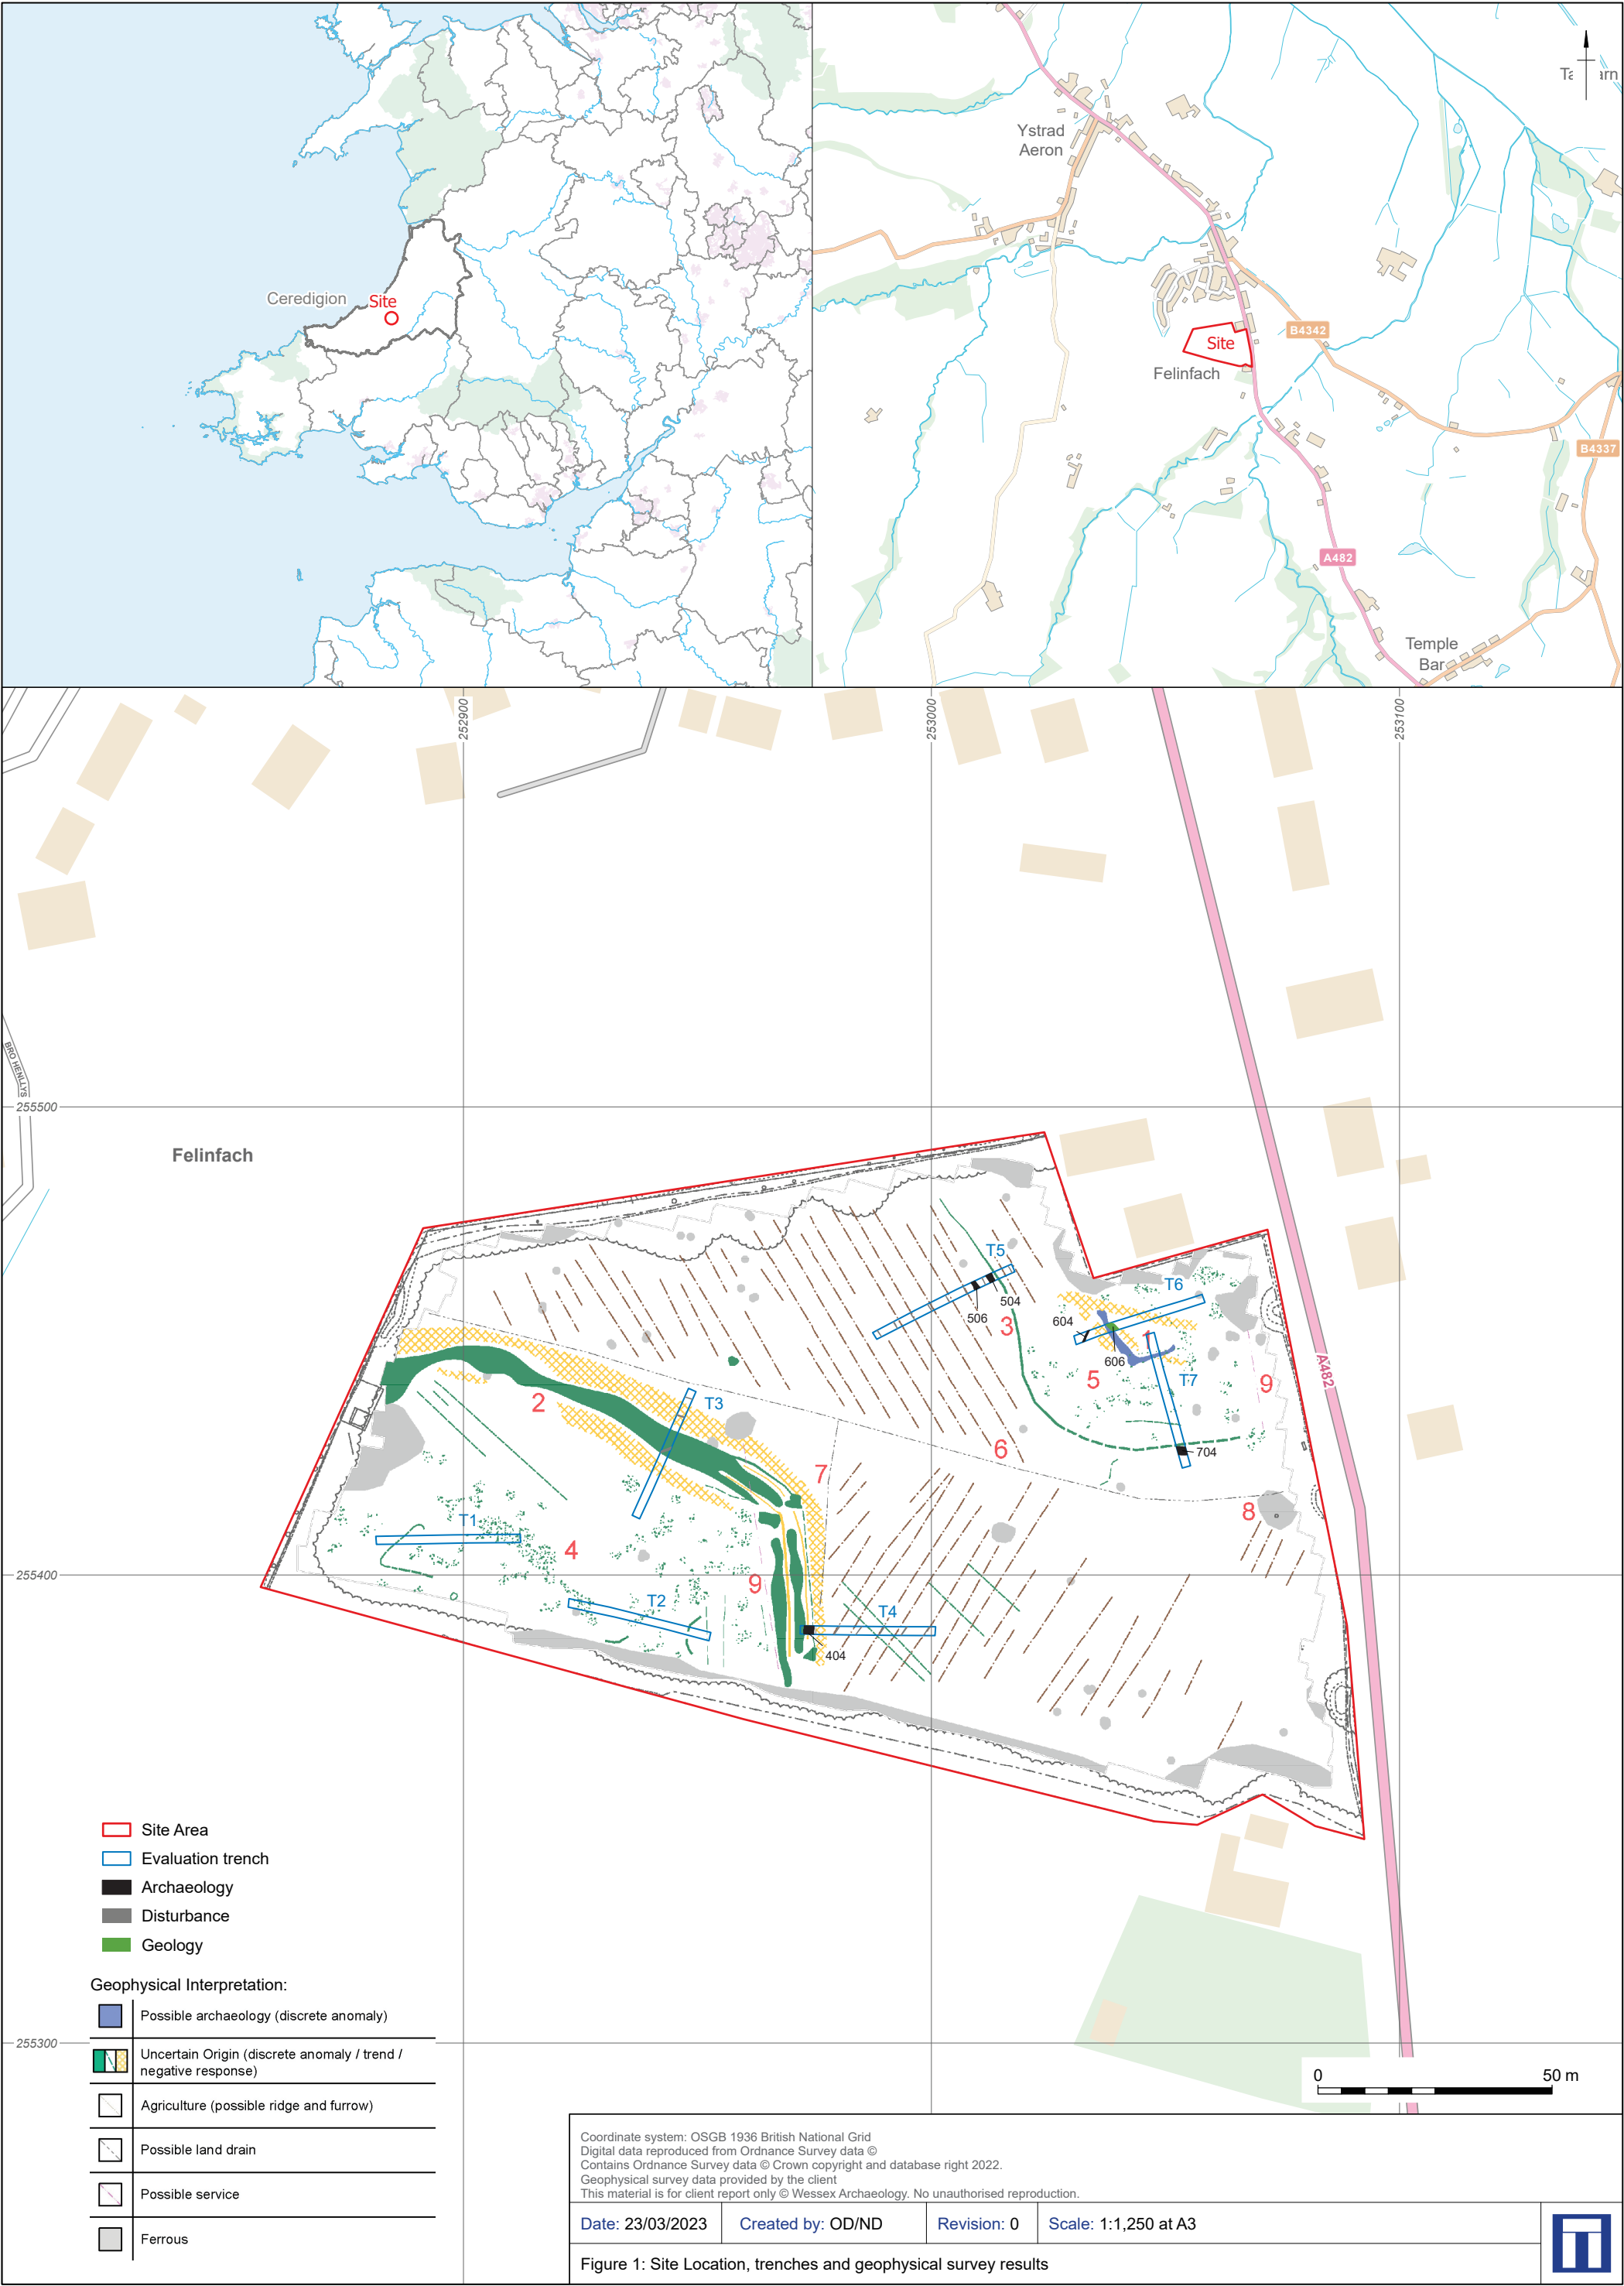 Ceredigion
Site
Ystrad
Aeron
B4342
Site
Felinfach
B4337
A482
Temple
Bar
252900
253000
253100
BRO HENLLYS
255500
Felinfach
T5
504
506
3
T6
604
606
1
T7
5
9
A482
704
2
T3
6
7
8
T1
4
9
255400
T2
T4
404
Site Area
Evaluation trench
Archaeology
Disturbance
Geology
Geophysical Interpretation:
Possible archaeology (discrete anomaly)
255300
Uncertain Origin (discrete anomaly / trend /
negative response)
Agriculture (possible ridge and furrow)
Possible land drain
Possible service
Ferrous
0 50 m
Coordinate system: OSGB 1936 British National Grid
Digital data reproduced from Ordnance Survey data ©
Contains Ordnance Survey data © Crown copyright and database right 2022.
Geophysical survey data provided by the client
This material is for client report only © Wessex Archaeology. No unauthorised reproduction.
Date: 23/03/2023 Created by: OD/ND Revision: 0 Scale: 1:1,250 at A3
Figure 1: Site Location, trenches and geophysical survey results